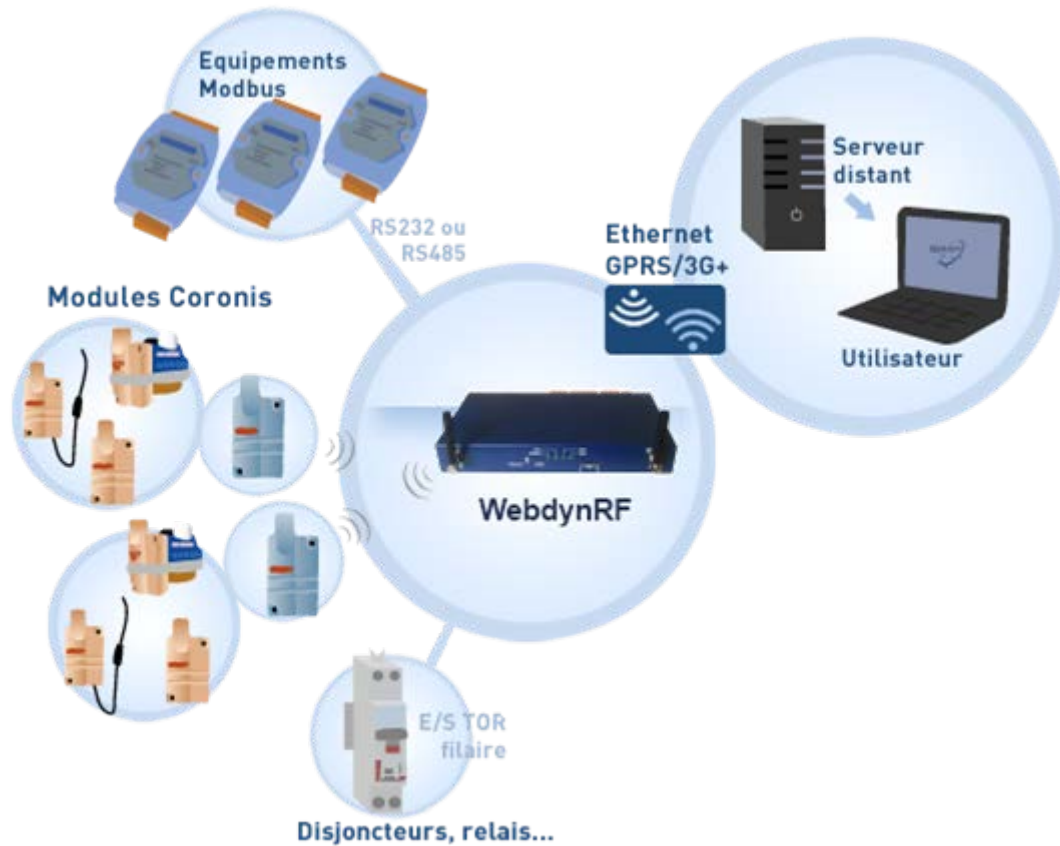 Equipements
Modbus
RS232 ou
RS485
Ethernet
GPRS/3G+
Serveur
distant
Utilisateur
Modules Coronis
WebdynRF
E/S TOR
filaire
Disjoncteurs, relais...